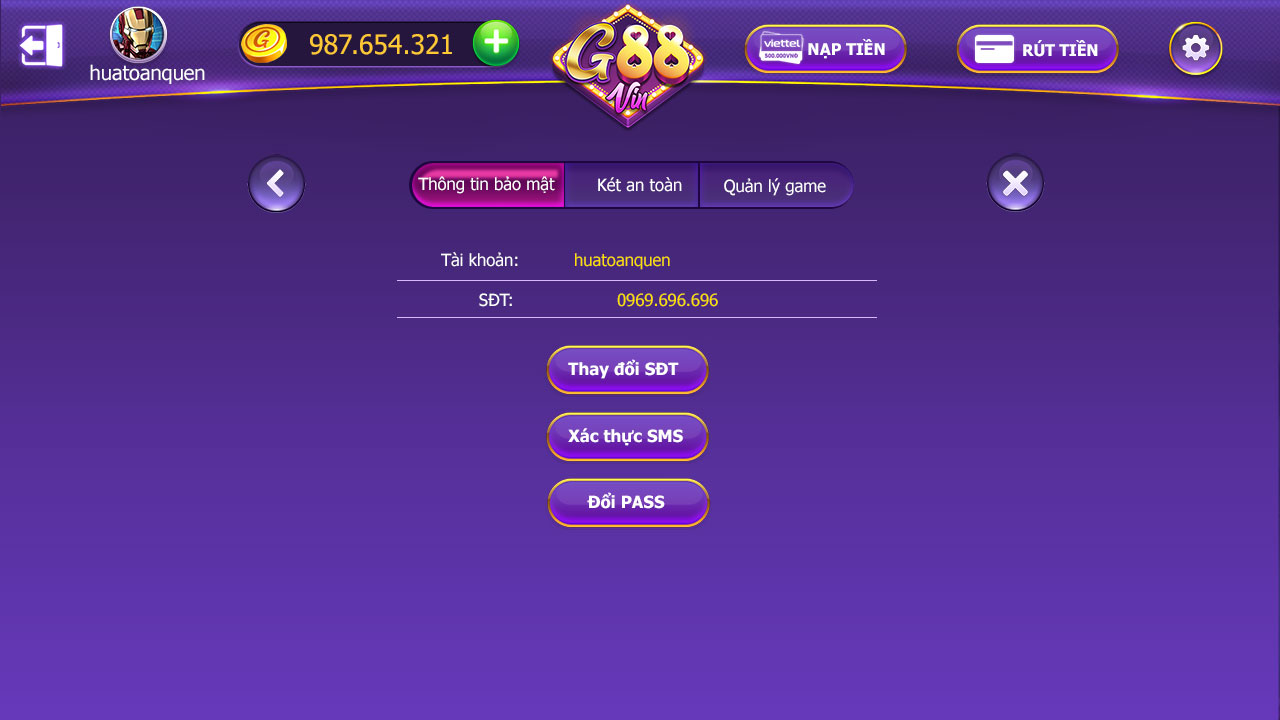 huatoanquen
987.654.321
G88
Vin
viettel
500.000VNĐ
NẠP TIỀN
RÚT TIỀN
Thông tin bảo mật
Két an toàn
Quản lý game
Tài khoản: huatoanquen
SĐT: 0969.696.696
Thay đổi SĐT
Xác thực SMS
Đổi PASS